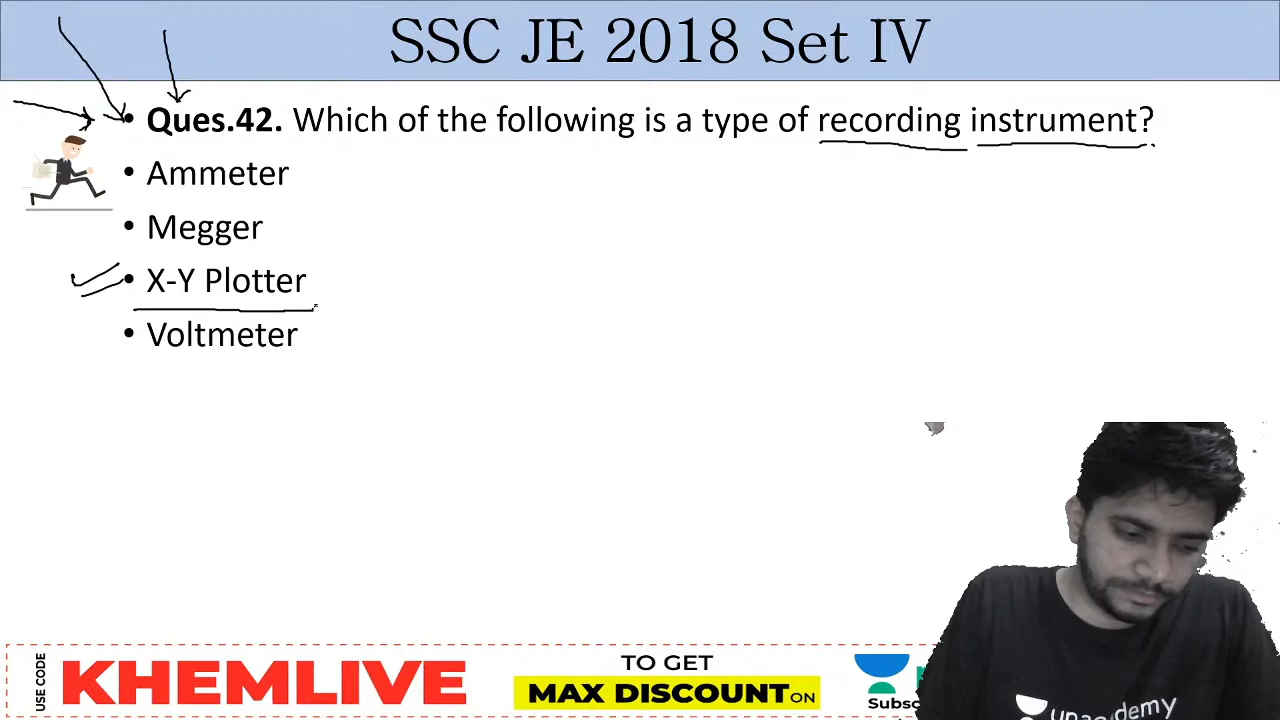 SSC JE 2018 Set IV
• Ques.42. Which of the following is a type of recording instrument?
• Ammeter
• Megger
• X-Y Plotter
• Voltmeter
USE CODE
KHEMLIVE
TO GET
MAX DISCOUNT ON